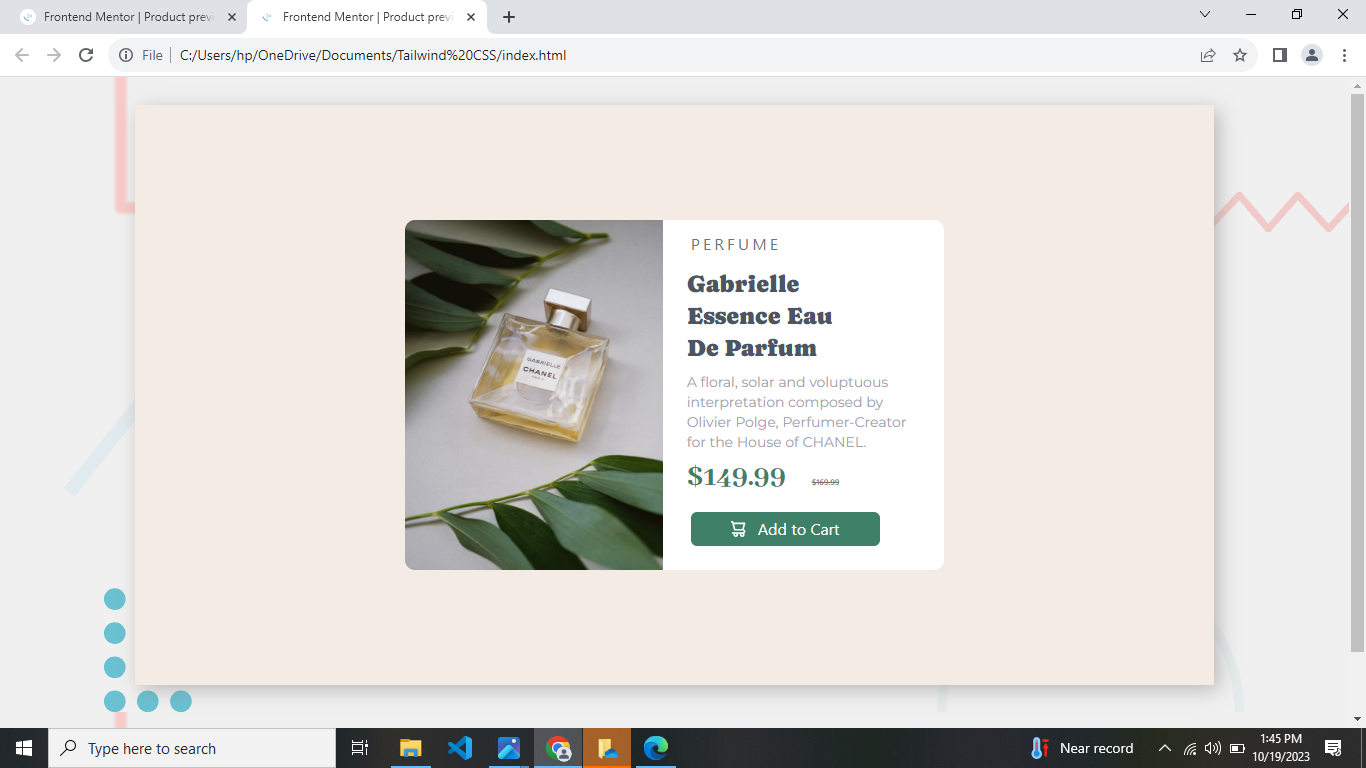 Frontend Mentor | Product previ
Frontend Mentor | Product previ
File
C:/Users/hp/OneDrive/Documents/Tailwind%20CSS/index.html
PERFUME
Gabrielle
Essence Eau
De Parfum
A floral, solar and voluptuous
interpretation composed by
Olivier Polge, Perfumer-Creator
for the House of CHANEL.
$149.99 $169.99
Add to Cart
GABRIELLE
CHANEL
Type here to search
Near record
1:45 PM
10/19/2023